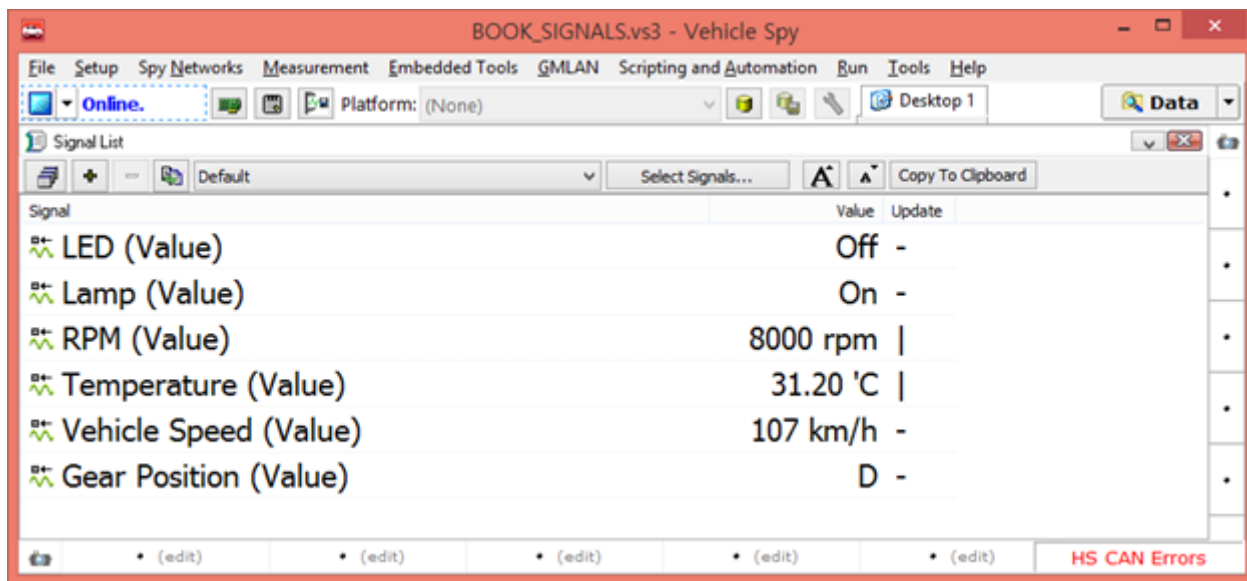 BOOK_SIGNALS.vs3 - Vehicle Spy
File Setup Spy Networks Measurement Embedded Tools GMLAN Scripting and Automation Run Tools Help
Online. Platform: (None) Desktop 1 Data
Signal List
Default Select Signals... A A Copy To Clipboard
Signal Value Update
LED (Value) Off -
Lamp (Value) On -
RPM (Value) 8000 rpm |
Temperature (Value) 31.20 'C |
Vehicle Speed (Value) 107 km/h -
Gear Position (Value) D -
(edit) (edit) (edit) (edit) (edit) HS CAN Errors